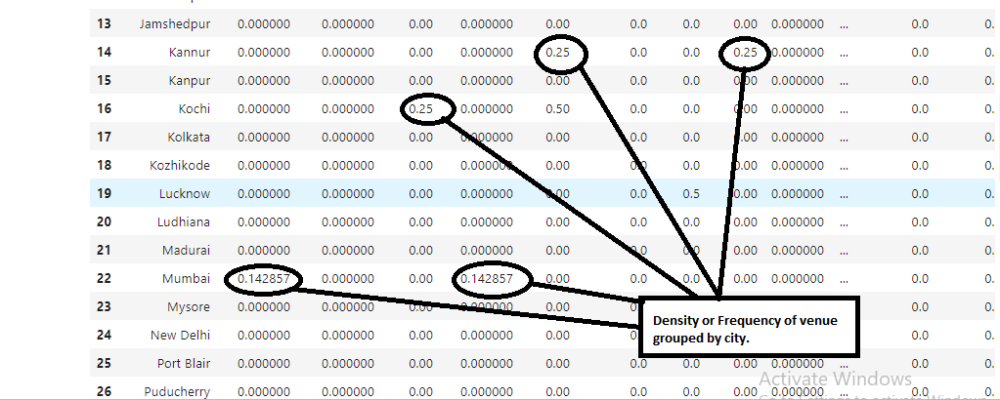 13 Jamshedpur 0.000000 0.000000 0.00 0.000000 0.00 0.0 0.0 0.00 0.000000 ... 0.0 0.
14 Kannur 0.000000 0.000000 0.00 0.000000 0.25 0.0 0.0 0.25 0.000000 ... 0.0 0.
15 Kanpur 0.000000 0.000000 0.00 0.000000 0.00 0.0 0.0 0.00 0.000000 ... 0.0 0.
16 Kochi 0.000000 0.000000 0.25 0.000000 0.50 0.0 0.0 0.00 0.000000 ... 0.0 0.
17 Kolkata 0.000000 0.000000 0.00 0.000000 0.00 0.0 0.0 0.00 0.000000 ... 0.0 0.
18 Kozhikode 0.000000 0.000000 0.00 0.000000 0.00 0.0 0.0 0.00 0.000000 ... 0.0 0.
19 Lucknow 0.000000 0.000000 0.00 0.000000 0.00 0.0 0.5 0.00 0.000000 ... 0.0 0.
20 Ludhiana 0.000000 0.000000 0.00 0.000000 0.00 0.0 0.0 0.00 0.000000 ... 0.0 0.
21 Madurai 0.000000 0.000000 0.00 0.000000 0.00 0.0 0.0 0.00 0.000000 ... 0.0 0.
22 Mumbai 0.142857 0.000000 0.00 0.142857 0.00 0.0 0.0 0.00 0.000000 ... 0.0 0.
23 Mysore 0.000000 0.000000 0.00 0.000000 0.00 0.0 0.
24 New Delhi 0.000000 0.000000 0.00 0.000000 0.00 0.0 0.
Density or Frequency of venue
grouped by city.
25 Port Blair 0.000000 0.000000 0.00 0.000000 0.00 0.0 0.0 0.00 0.000000 ... 0.0 0.
26 Puducherry 0.000000 0.000000 0.00 0.000000 0.00 0.0 0.0 0.00 0.000000 ... 0.0 0.
Activate Windows